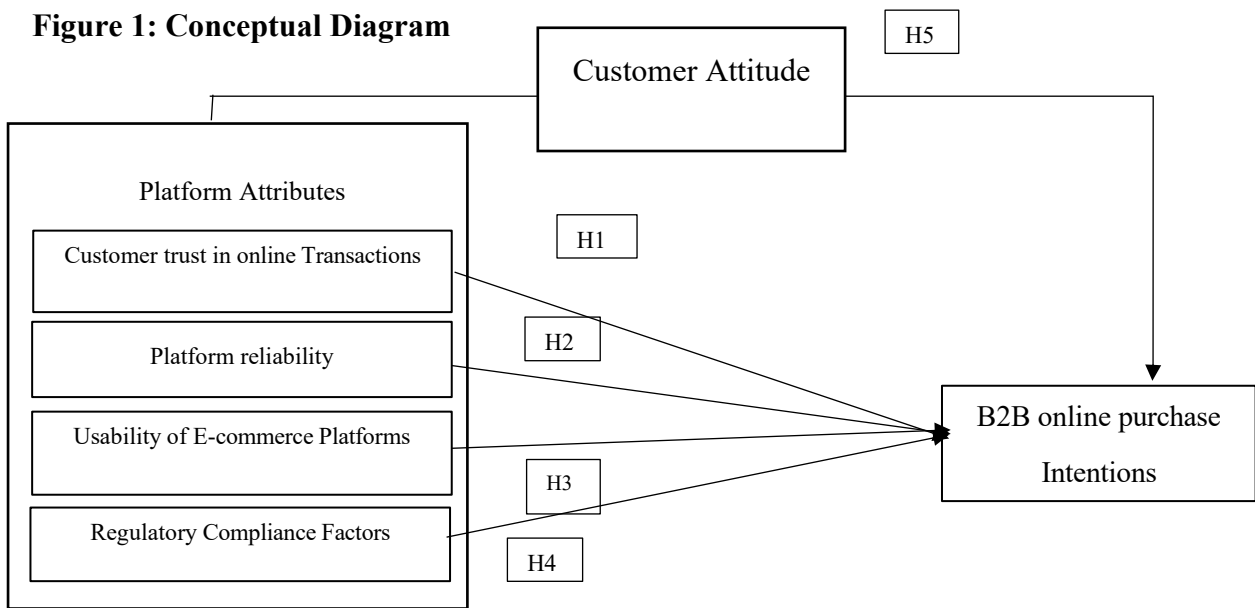 Figure 1: Conceptual Diagram
H5
Customer Attitude
Platform Attributes
Customer trust in online Transactions
H1
Platform reliability
H2
Usability of E-commerce Platforms
B2B online purchase
Intentions
H3
Regulatory Compliance Factors
H4